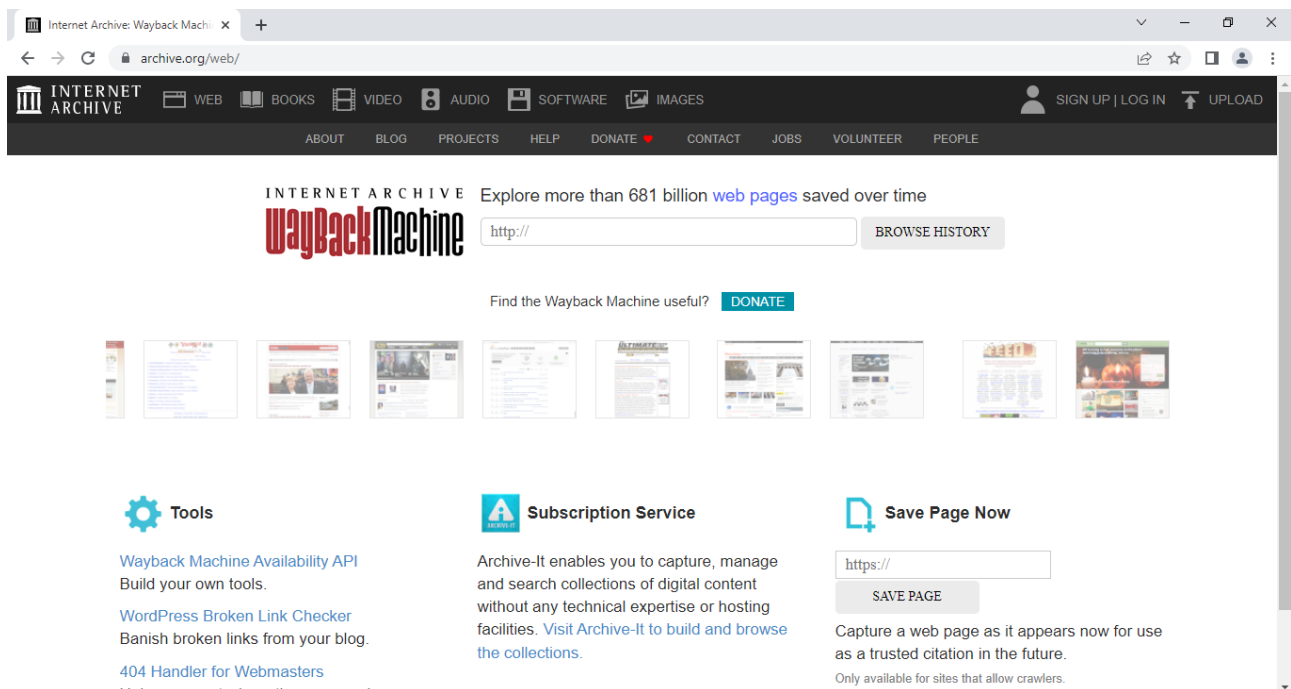 Internet Archive: Wayback Machi
archive.org/web/
INTERNET
ARCHIVE
WEB
BOOKS
VIDEO
AUDIO
SOFTWARE
IMAGES
SIGN UP | LOG IN
UPLOAD
ABOUT
BLOG
PROJECTS
HELP
DONATE
CONTACT
JOBS
VOLUNTEER
PEOPLE
INTERNET ARCHIVE
WayBackMachine
Explore more than 681 billion web pages saved over time
http://
BROWSE HISTORY
Find the Wayback Machine useful?
DONATE
Tools
Wayback Machine Availability API
Build your own tools.
WordPress Broken Link Checker
Banish broken links from your blog.
404 Handler for Webmasters
ARCHIVE-IT
Subscription Service
Archive-It enables you to capture, manage
and search collections of digital content
without any technical expertise or hosting
facilities. Visit Archive-It to build and browse
the collections.
Save Page Now
https://
SAVE PAGE
Capture a web page as it appears now for use
as a trusted citation in the future.
Only available for sites that allow crawlers.